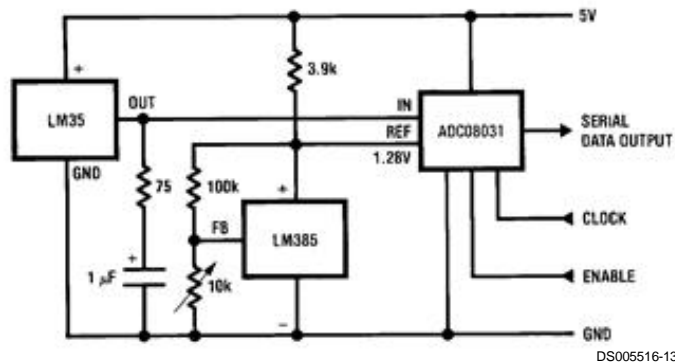 5V
+
3.9k
LM35
OUT
IN
ADC08031
SERIAL
DATA OUTPUT
REF
1.28V
GND
75
100k
+
FB
LM385
CLOCK
+
1 µF
10k
ENABLE
−
GND
DS005516-13